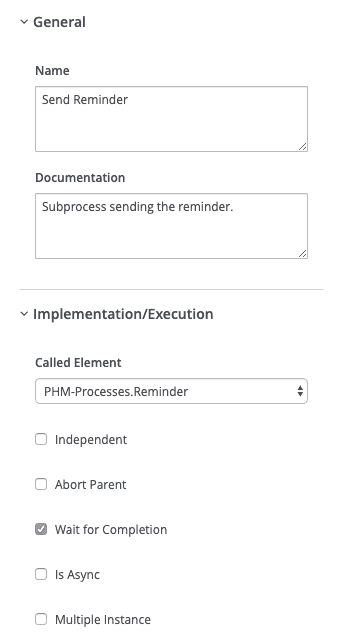 General
Name
Send Reminder
Documentation
Subprocess sending the reminder.
Implementation/Execution
Called Element
PHM-Processes.Reminder
Independent
Abort Parent
Wait for Completion
Is Async
Multiple Instance